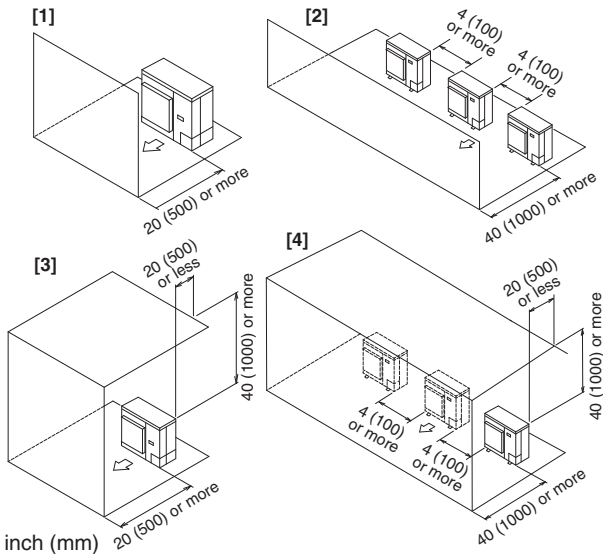 [1]
20 (500) or more
[2]
4 (100)
or more
4 (100)
or more
40 (1000) or more
[3]
20 (500)
or less
40 (1000) or more
20 (500) or more
[4]
20 (500)
or less
40 (1000) or more
4 (100)
or more
4 (100)
or more
40 (1000) or more
inch (mm)